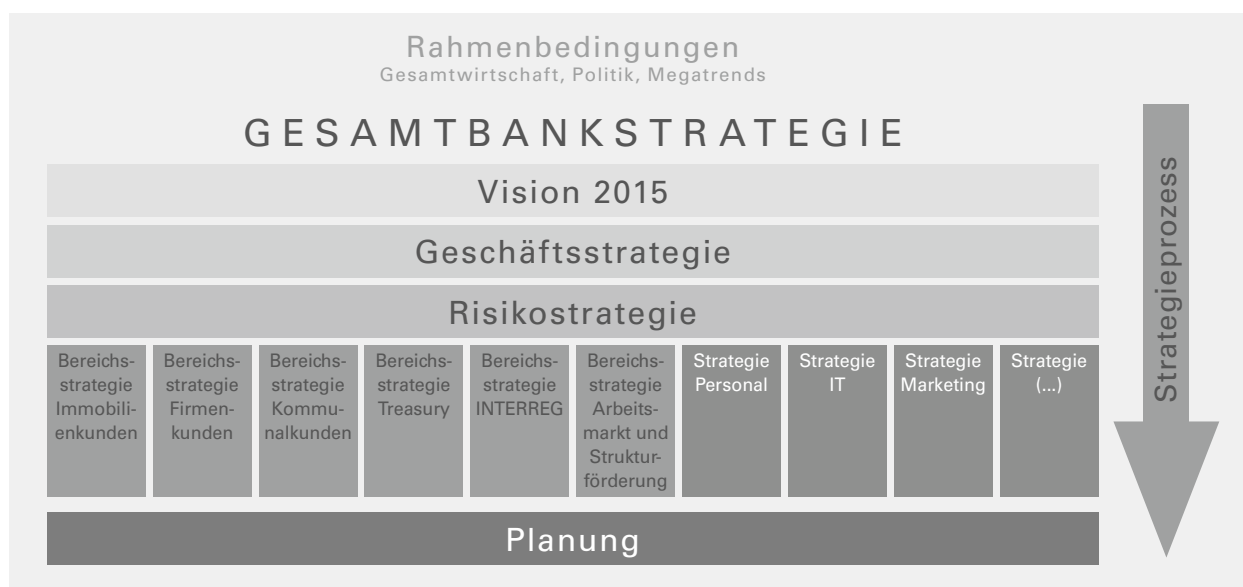 Rahmenbedingungen
Gesamtwirtschaft, Politik, Megatrends
GESAMTBANKSTRATEGIE
Vision 2015
Geschäftsstrategie
Risikostrategie
Bereichs-
strategie
Immobili-
enkunden
Bereichs-
strategie
Firmen-
kunden
Bereichs-
strategie
Kommu-
nalkunden
Bereichs-
strategie
Treasury
Bereichs-
strategie
INTERREG
Bereichs-
strategie
Arbeits-
markt und
Struktur-
förderung
Strategie
Personal
Strategie
IT
Strategie
Marketing
Strategie
(...)
Planung
Strategieprozess